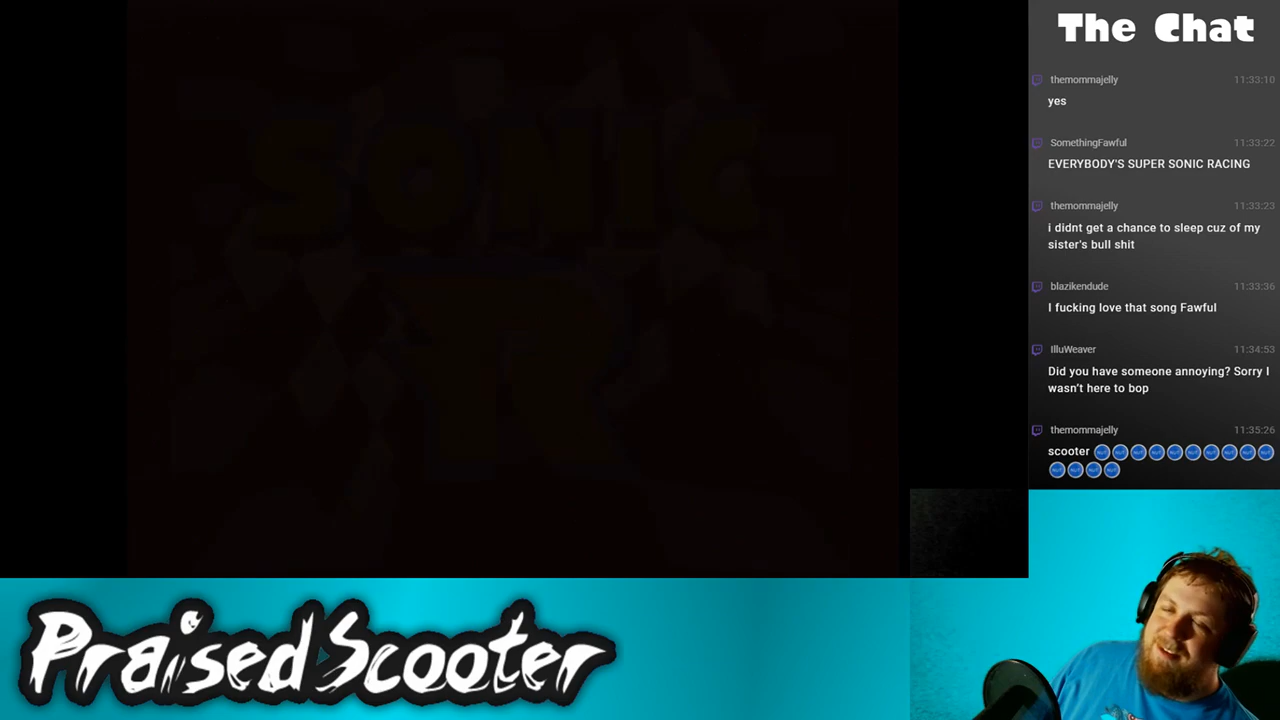 SONIC
R
The Chat
themommajelly 11:33:10
yes
SomethingFawful 11:33:22
EVERYBODY'S SUPER SONIC RACING
themommajelly 11:33:23
i didnt get a chance to sleep cuz of my
sister's bull shit
blazikendude 11:33:36
I fucking love that song Fawful
IlluWeaver 11:34:53
Did you have someone annoying? Sorry I
wasn't here to bop
themommajelly 11:35:26
scooter
PraisedScooter